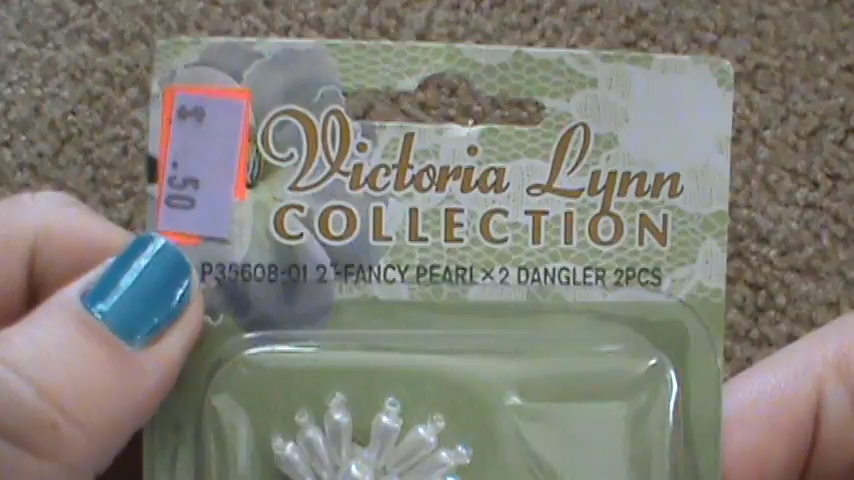 $ .50
Victoria Lynn
COLLECTION
P35608-01 2"-FANCY PEARL×2 DANGLER 2PCS